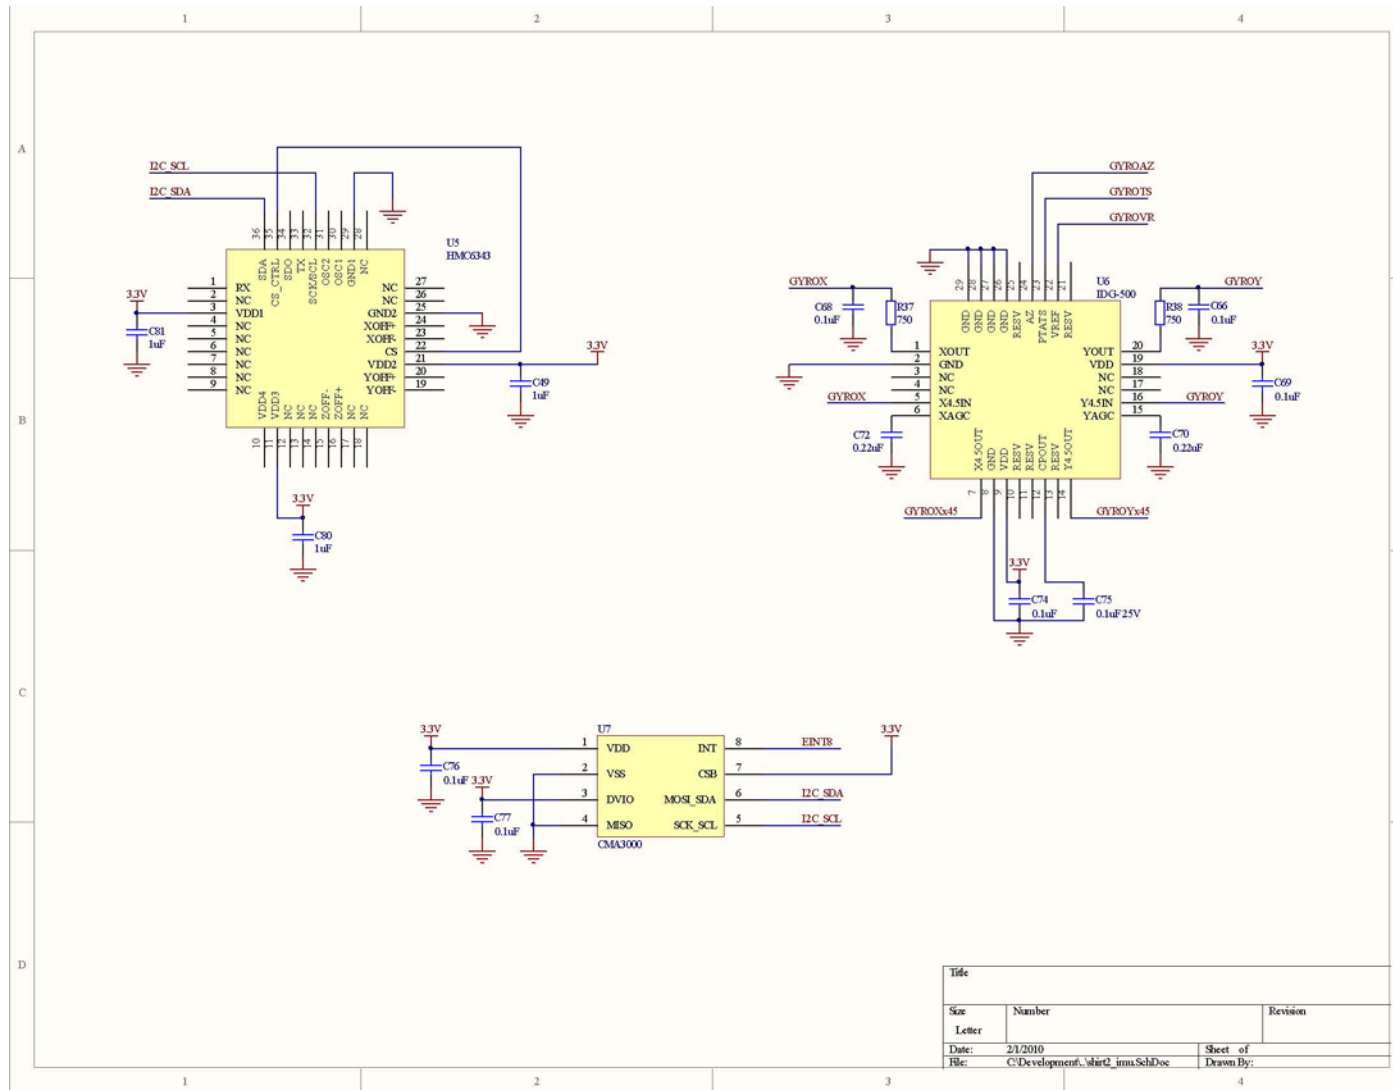 1 2 3 4
A
B
C
D
I2C_SCL
I2C_SDA
36 35 34 33 32 31 30 29 28
SDA CS_CTRL SDO TX SCK/SCL OSC2 OSC1 GND1 NC
U5
HMC6343
1 RX
2 NC
3 VDD1
4 NC
5 NC
6 NC
7 NC
8 NC
9 NC
NC 27
NC 26
GND2 25
XOFF+ 24
XOFF- 23
CS 22
VDD2 21
YOFF+ 20
YOFF- 19
VDD4 VDD3 NC NC NC ZOFF- ZOFF+ NC NC
10 11 12 13 14 15 16 17 18
3.3V
C81
1uF
3.3V
C49
1uF
3.3V
C80
1uF
GYROAZ
GYROTS
GYROVR
29 28 27 26 25 24 23 22 21
GND GND GND GND RESV AZ PTATS VREF RESV
U6
IDG-500
GYROX
C68
0.1uF
R37
750
GYROY
R38
750
C66
0.1uF
1 XOUT
2 GND
3 NC
4 NC
5 X4.5IN
6 XAGC
YOUT 20
VDD 19
NC 18
NC 17
Y4.5IN 16
YAGC 15
GYROX
GYROY
3.3V
C69
0.1uF
C72
0.22uF
C70
0.22uF
X4.5OUT GND VDD RESV RESV CPOUT RESV Y4.5OUT
7 8 9 10 11 12 13 14
GYROXx45
GYROYx45
3.3V
C74
0.1uF
C75
0.1uF 25V
U7
3.3V
C76
0.1uF
3.3V
C77
0.1uF
1 VDD
2 VSS
3 DVIO
4 MISO
INT 8
CSB 7
MOSI_SDA 6
SCK_SCL 5
EINT8
3.3V
I2C_SDA
I2C_SCL
CMA3000
Title
Size
Letter
Number
Revision
Date: 2/1/2010
Sheet of
File: C:\Development\..\shirt2_imu.SchDoc
Drawn By:
1 2 3 4